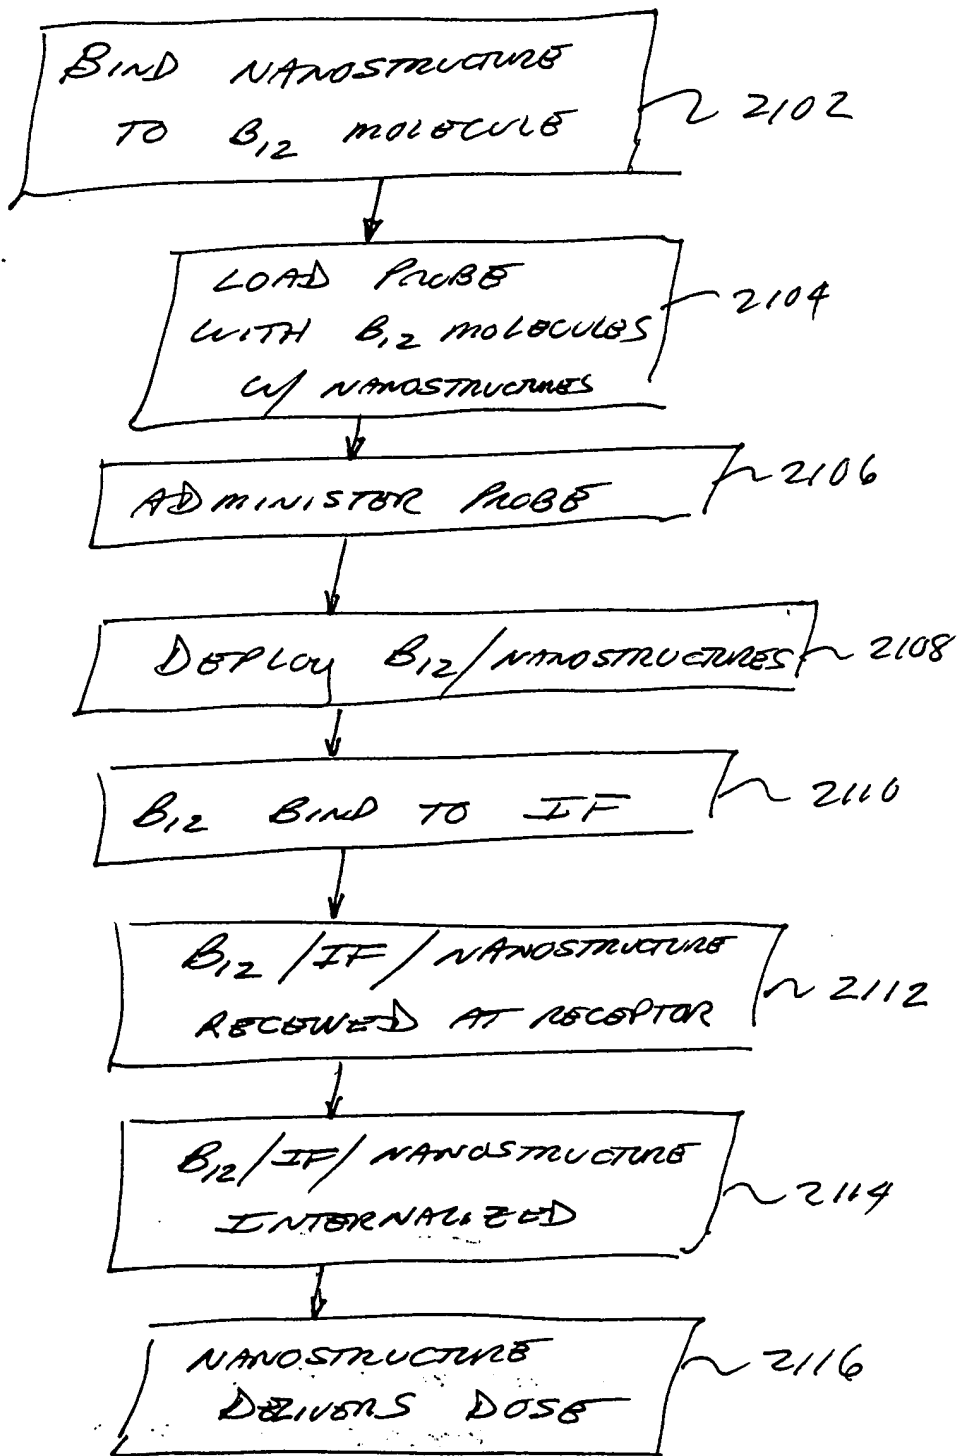 BIND NANOSTRUCTURE
TO B12 MOLECULE
2102
LOAD PROBE
WITH B12 MOLECULES
W/ NANOSTRUCTURES
2104
ADMINISTER PROBE
2106
DEPLOY B12/NANOSTRUCTURES
2108
B12 BIND TO IF
2110
B12/IF/NANOSTRUCTURE
RECEIVED AT RECEPTOR
2112
B12/IF/NANOSTRUCTURE
INTERNALIZED
2114
NANOSTRUCTURE
DELIVERS DOSE
2116